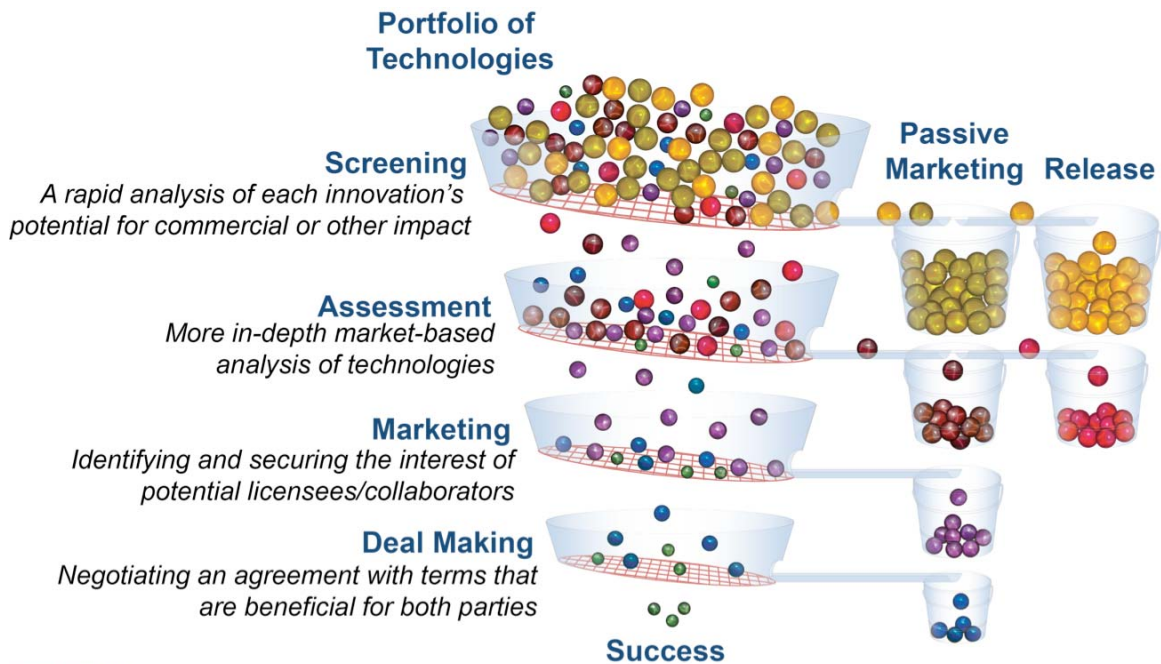 Portfolio of
Technologies
Screening
A rapid analysis of each innovation's
potential for commercial or other impact
Passive
Marketing
Release
Assessment
More in-depth market-based
analysis of technologies
Marketing
Identifying and securing the interest of
potential licensees/collaborators
Deal Making
Negotiating an agreement with terms that
are beneficial for both parties
Success